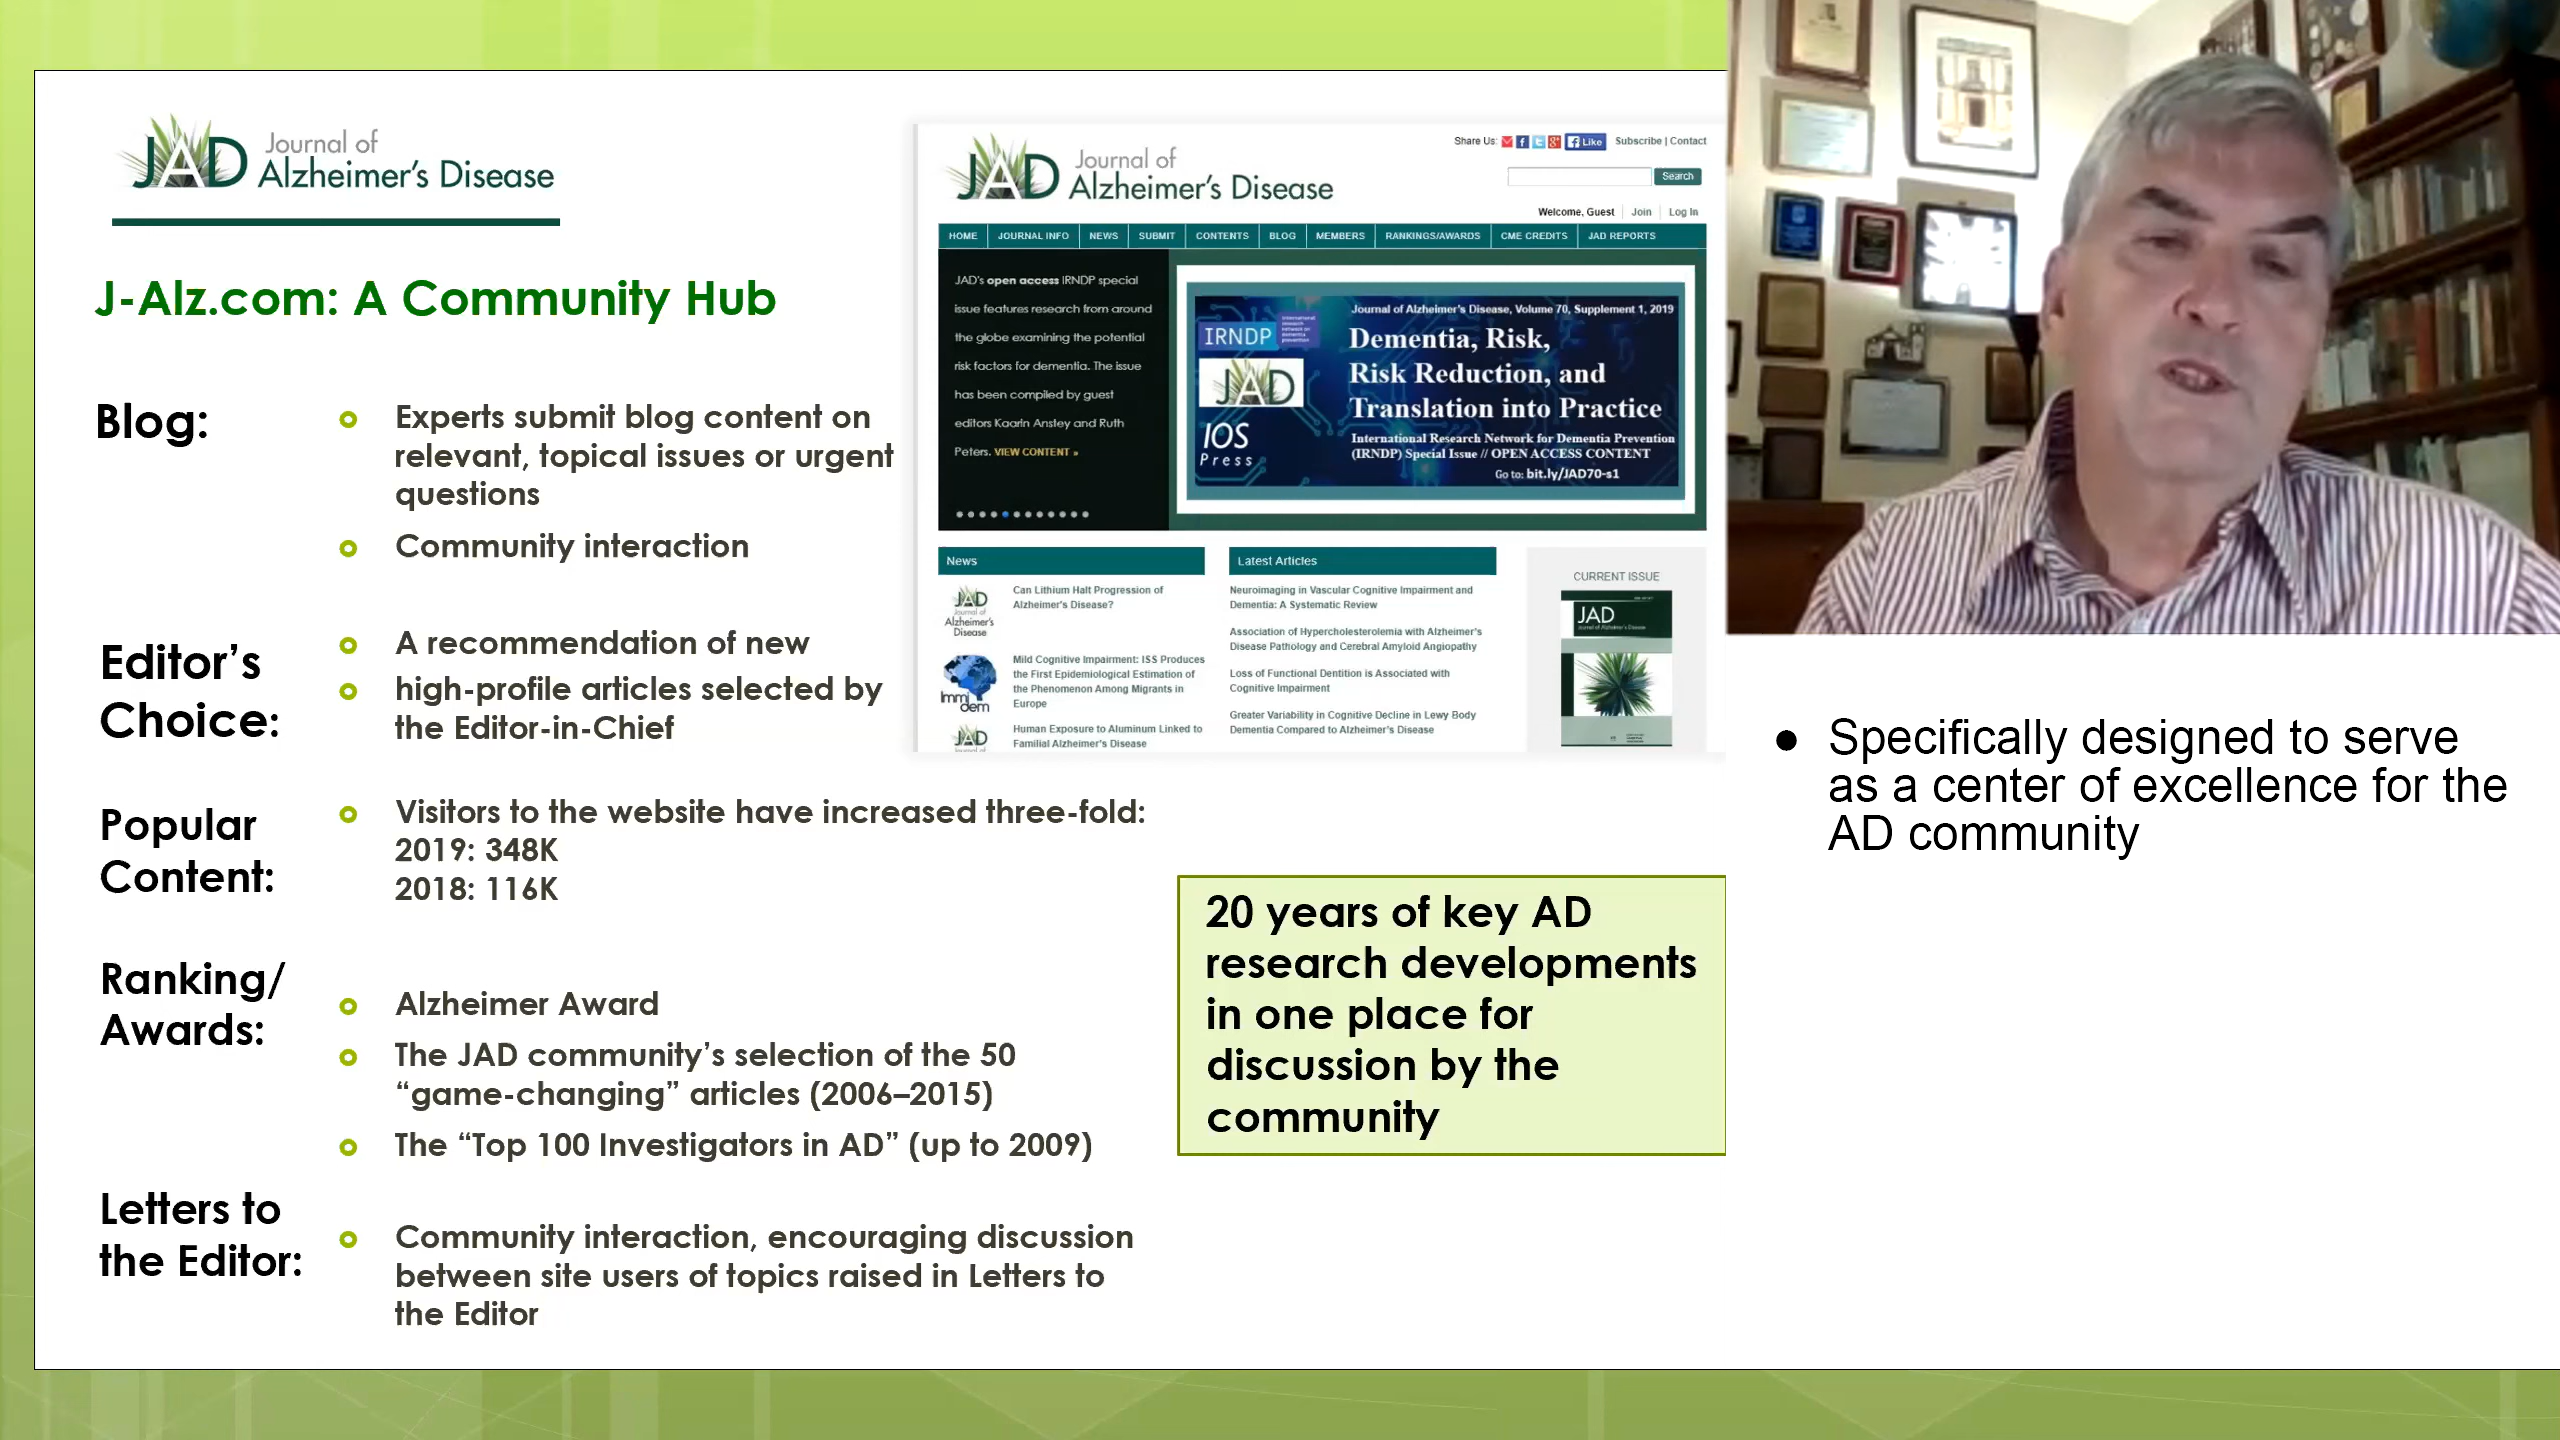 JAD Journal of
Alzheimer's Disease
J-Alz.com: A Community Hub
Blog:
Experts submit blog content on
relevant, topical issues or urgent
questions
Community interaction
Editor's
Choice:
A recommendation of new
high-profile articles selected by
the Editor-in-Chief
Popular
Content:
Visitors to the website have increased three-fold:
2019: 348K
2018: 116K
Ranking/
Awards:
Alzheimer Award
The JAD community's selection of the 50
“game-changing” articles (2006–2015)
The “Top 100 Investigators in AD” (up to 2009)
Letters to
the Editor:
Community interaction, encouraging discussion
between site users of topics raised in Letters to
the Editor
JAD Journal of
Alzheimer's Disease
Share Us: Like Subscribe | Contact
Search
Welcome, Guest Join Log In
HOME JOURNAL INFO NEWS SUBMIT CONTENTS BLOG MEMBERS RANKINGS/AWARDS CME CREDITS JAD REPORTS
JAD's open access IRNDP special
issue features research from around
the globe examining the potential
risk factors for dementia. The issue
has been compiled by guest
editors Kaarin Anstey and Ruth
Peters. VIEW CONTENT »
IRNDP
JAD
IOS
Press
Journal of Alzheimer's Disease, Volume 70, Supplement 1, 2019
Dementia, Risk,
Risk Reduction, and
Translation into Practice
International Research Network for Dementia Prevention
(IRNDP) Special Issue // OPEN ACCESS CONTENT
Go to: bit.ly/JAD70-s1
News
JAD
Journal of
Alzheimer's
Disease
Can Lithium Halt Progression of
Alzheimer's Disease?
Immi
dem
Mild Cognitive Impairment: ISS Produces
the First Epidemiological Estimation of
the Phenomenon Among Migrants in
Europe
JAD
Human Exposure to Aluminum Linked to
Familial Alzheimer's Disease
Latest Articles
Neuroimaging in Vascular Cognitive Impairment and
Dementia: A Systematic Review
Association of Hypercholesterolemia with Alzheimer's
Disease Pathology and Cerebral Amyloid Angiopathy
Loss of Functional Dentition is Associated with
Cognitive Impairment
Greater Variability in Cognitive Decline in Lewy Body
Dementia Compared to Alzheimer's Disease
CURRENT ISSUE
JAD
20 years of key AD
research developments
in one place for
discussion by the
community
Specifically designed to serve
as a center of excellence for the
AD community